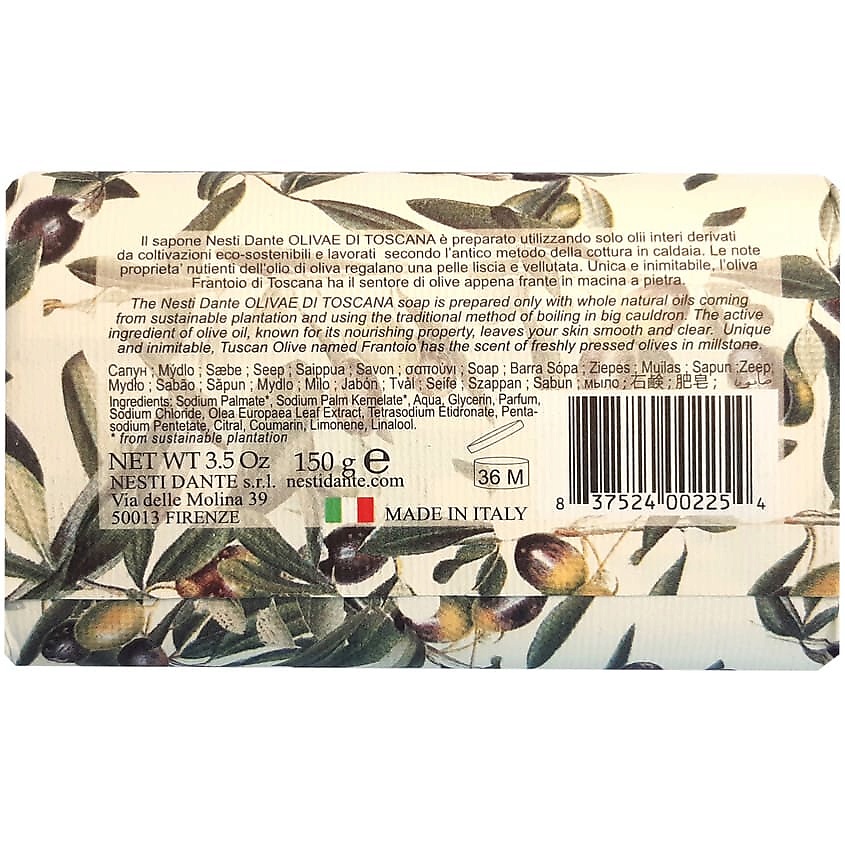 Il sapone Nesti Dante OLIVAE DI TOSCANA è preparato utilizzando solo olii interi derivati
da coltivazioni eco-sostenibili e lavorati secondo l'antico metodo della cottura in caldaia. Le note
proprieta' nutienti dell'olio di oliva regalano una pelle liscia e vellutata. Unica e inimitabile, l'oliva
Frantoio di Toscana ha il sentore di olive appena frante in macina a pietra.
The Nesti Dante OLIVAE DI TOSCANA soap is prepared only with whole natural oils coming
from sustainable plantation and using the traditional method of boiling in big cauldron. The active
ingredient of olive oil, known for its nourishing property, leaves your skin smooth and clear. Unique
and inimitable, Tuscan Olive named Frantoio has the scent of freshly pressed olives in millstone.
Сапун ; Mýdlo ; Sæbe ; Seep ; Saippua ; Savon ; σαπούνι ; Soap ; Barra Sópa ; Ziepes ; Muilas ; Sapun ; Zeep;
Mydło ; Sabão ; Săpun ; Mydlo ; Milo ; Jabón ; Tvål ; Seife ; Szappan ; Sabun ; мыло ; 石鹸 ; 肥皂 ; صابون
Ingredients: Sodium Palmate*, Sodium Palm Kernelate*, Aqua, Glycerin, Parfum,
Sodium Chloride, Olea Europaea Leaf Extract, Tetrasodium Etidronate, Penta-
sodium Pentetate, Citral, Coumarin, Limonene, Linalool.
* from sustainable plantation
NET WT 3.5 Oz 150 g e
NESTI DANTE s.r.l. nestidante.com
Via delle Molina 39
50013 FIRENZE
MADE IN ITALY
36 M
8 37524 00225 4